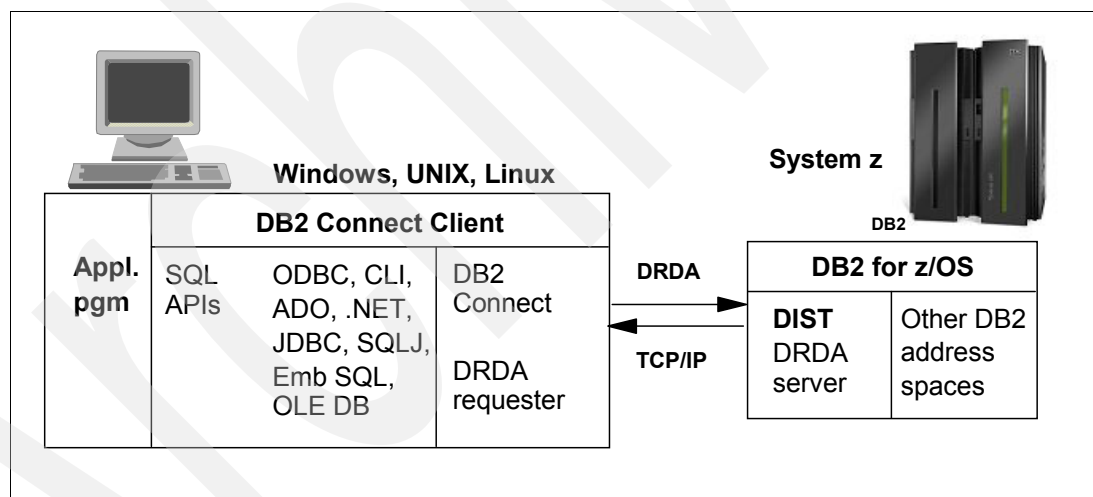 Windows, UNIX, Linux
System z
DB2
DB2 Connect Client
Appl.
pgm
SQL
APIs
ODBC, CLI,
ADO, .NET,
JDBC, SQLJ,
Emb SQL,
OLE DB
DB2
Connect
DRDA
requester
DRDA
TCP/IP
DB2 for z/OS
DIST
DRDA
server
Other DB2
address
spaces